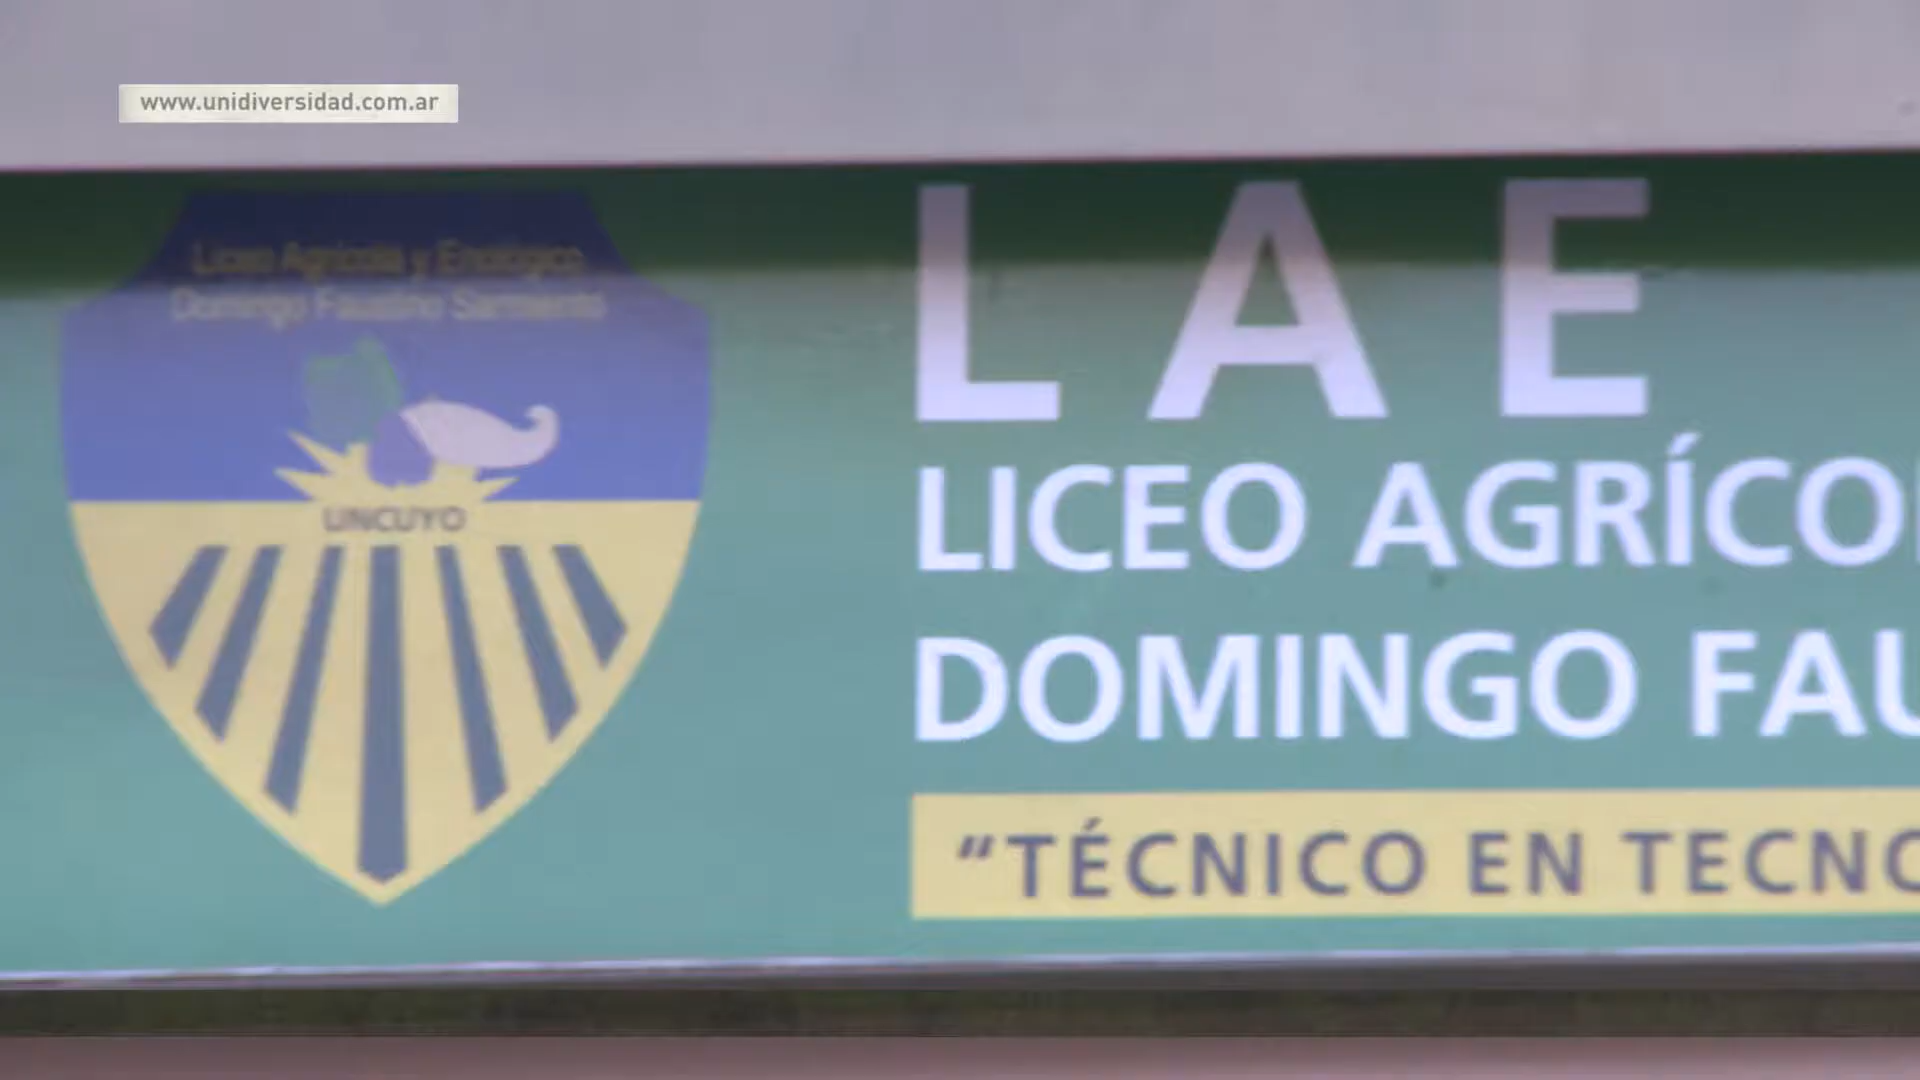 www.unidiversidad.com.ar
Liceo Agrícola y Enológico
Domingo Faustino Sarmiento
UNCUYO
L A E
LICEO AGRÍCO
DOMINGO FAU
"TÉCNICO EN TECNO